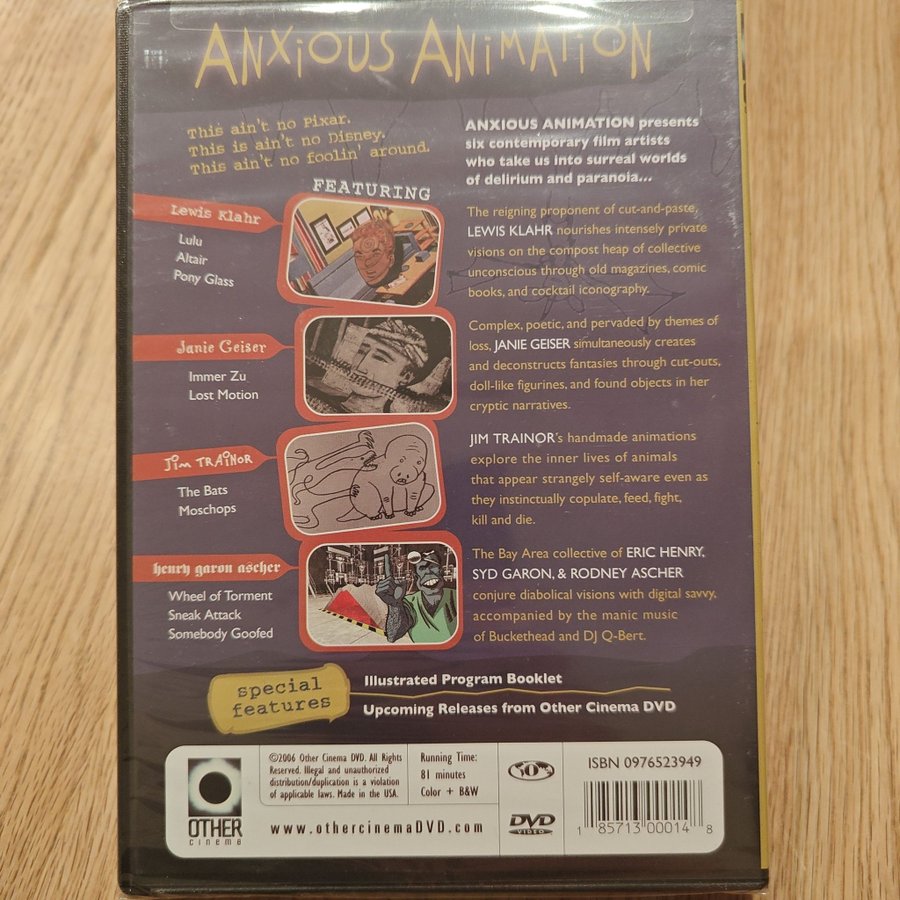 ANXIOUS ANIMATION
This ain't no Pixar.
This is ain't no Disney.
This ain't no foolin' around.
ANXIOUS ANIMATION presents
six contemporary film artists
who take us into surreal worlds
of delirium and paranoia...
FEATURING
Lewis Klahr
Lulu
Altair
Pony Glass
The reigning proponent of cut-and-paste,
LEWIS KLAHR nourishes intensely private
visions on the compost heap of collective
unconscious through old magazines, comic
books, and cocktail iconography.
Janie Geiser
Immer Zu
Lost Motion
Complex, poetic, and pervaded by themes of
loss, JANIE GEISER simultaneously creates
and deconstructs fantasies through cut-outs,
doll-like figurines, and found objects in her
cryptic narratives.
Jim TRAiNOR
The Bats
Moschops
JIM TRAINOR's handmade animations
explore the inner lives of animals
that appear strangely self-aware even as
they instinctually copulate, feed, fight,
kill and die.
henry garon ascher
Wheel of Torment
Sneak Attack
Somebody Goofed
The Bay Area collective of ERIC HENRY,
SYD GARON, & RODNEY ASCHER
conjure diabolical visions with digital savvy,
accompanied by the manic music
of Buckethead and DJ Q-Bert.
special
features
Illustrated Program Booklet
Upcoming Releases from Other Cinema DVD
OTHER
cinema
©2006 Other Cinema DVD. All Rights
Reserved. Illegal and unauthorized
distribution/duplication is a violation
of applicable laws. Made in the USA.
Running Time:
81 minutes
Color + B&W
www.othercinemaDVD.com
DVD
VIDEO
ISBN 0976523949
1 85713 00014 8